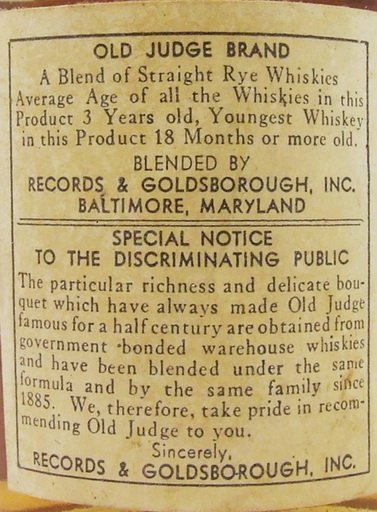 OLD JUDGE BRAND
A Blend of Straight Rye Whiskies
Average Age of all the Whiskies in this
Product 3 Years old, Youngest Whiskey
in this Product 18 Months or more old.
BLENDED BY
RECORDS & GOLDSBOROUGH, INC.
BALTIMORE, MARYLAND
SPECIAL NOTICE
TO THE DISCRIMINATING PUBLIC
The particular richness and delicate bou-
quet which have always made Old Judge
famous for a half century are obtained from
government bonded warehouse whiskies
and have been blended under the same
formula and by the same family since
1885. We, therefore, take pride in recom-
mending Old Judge to you.
Sincerely,
RECORDS & GOLDSBOROUGH, INC.